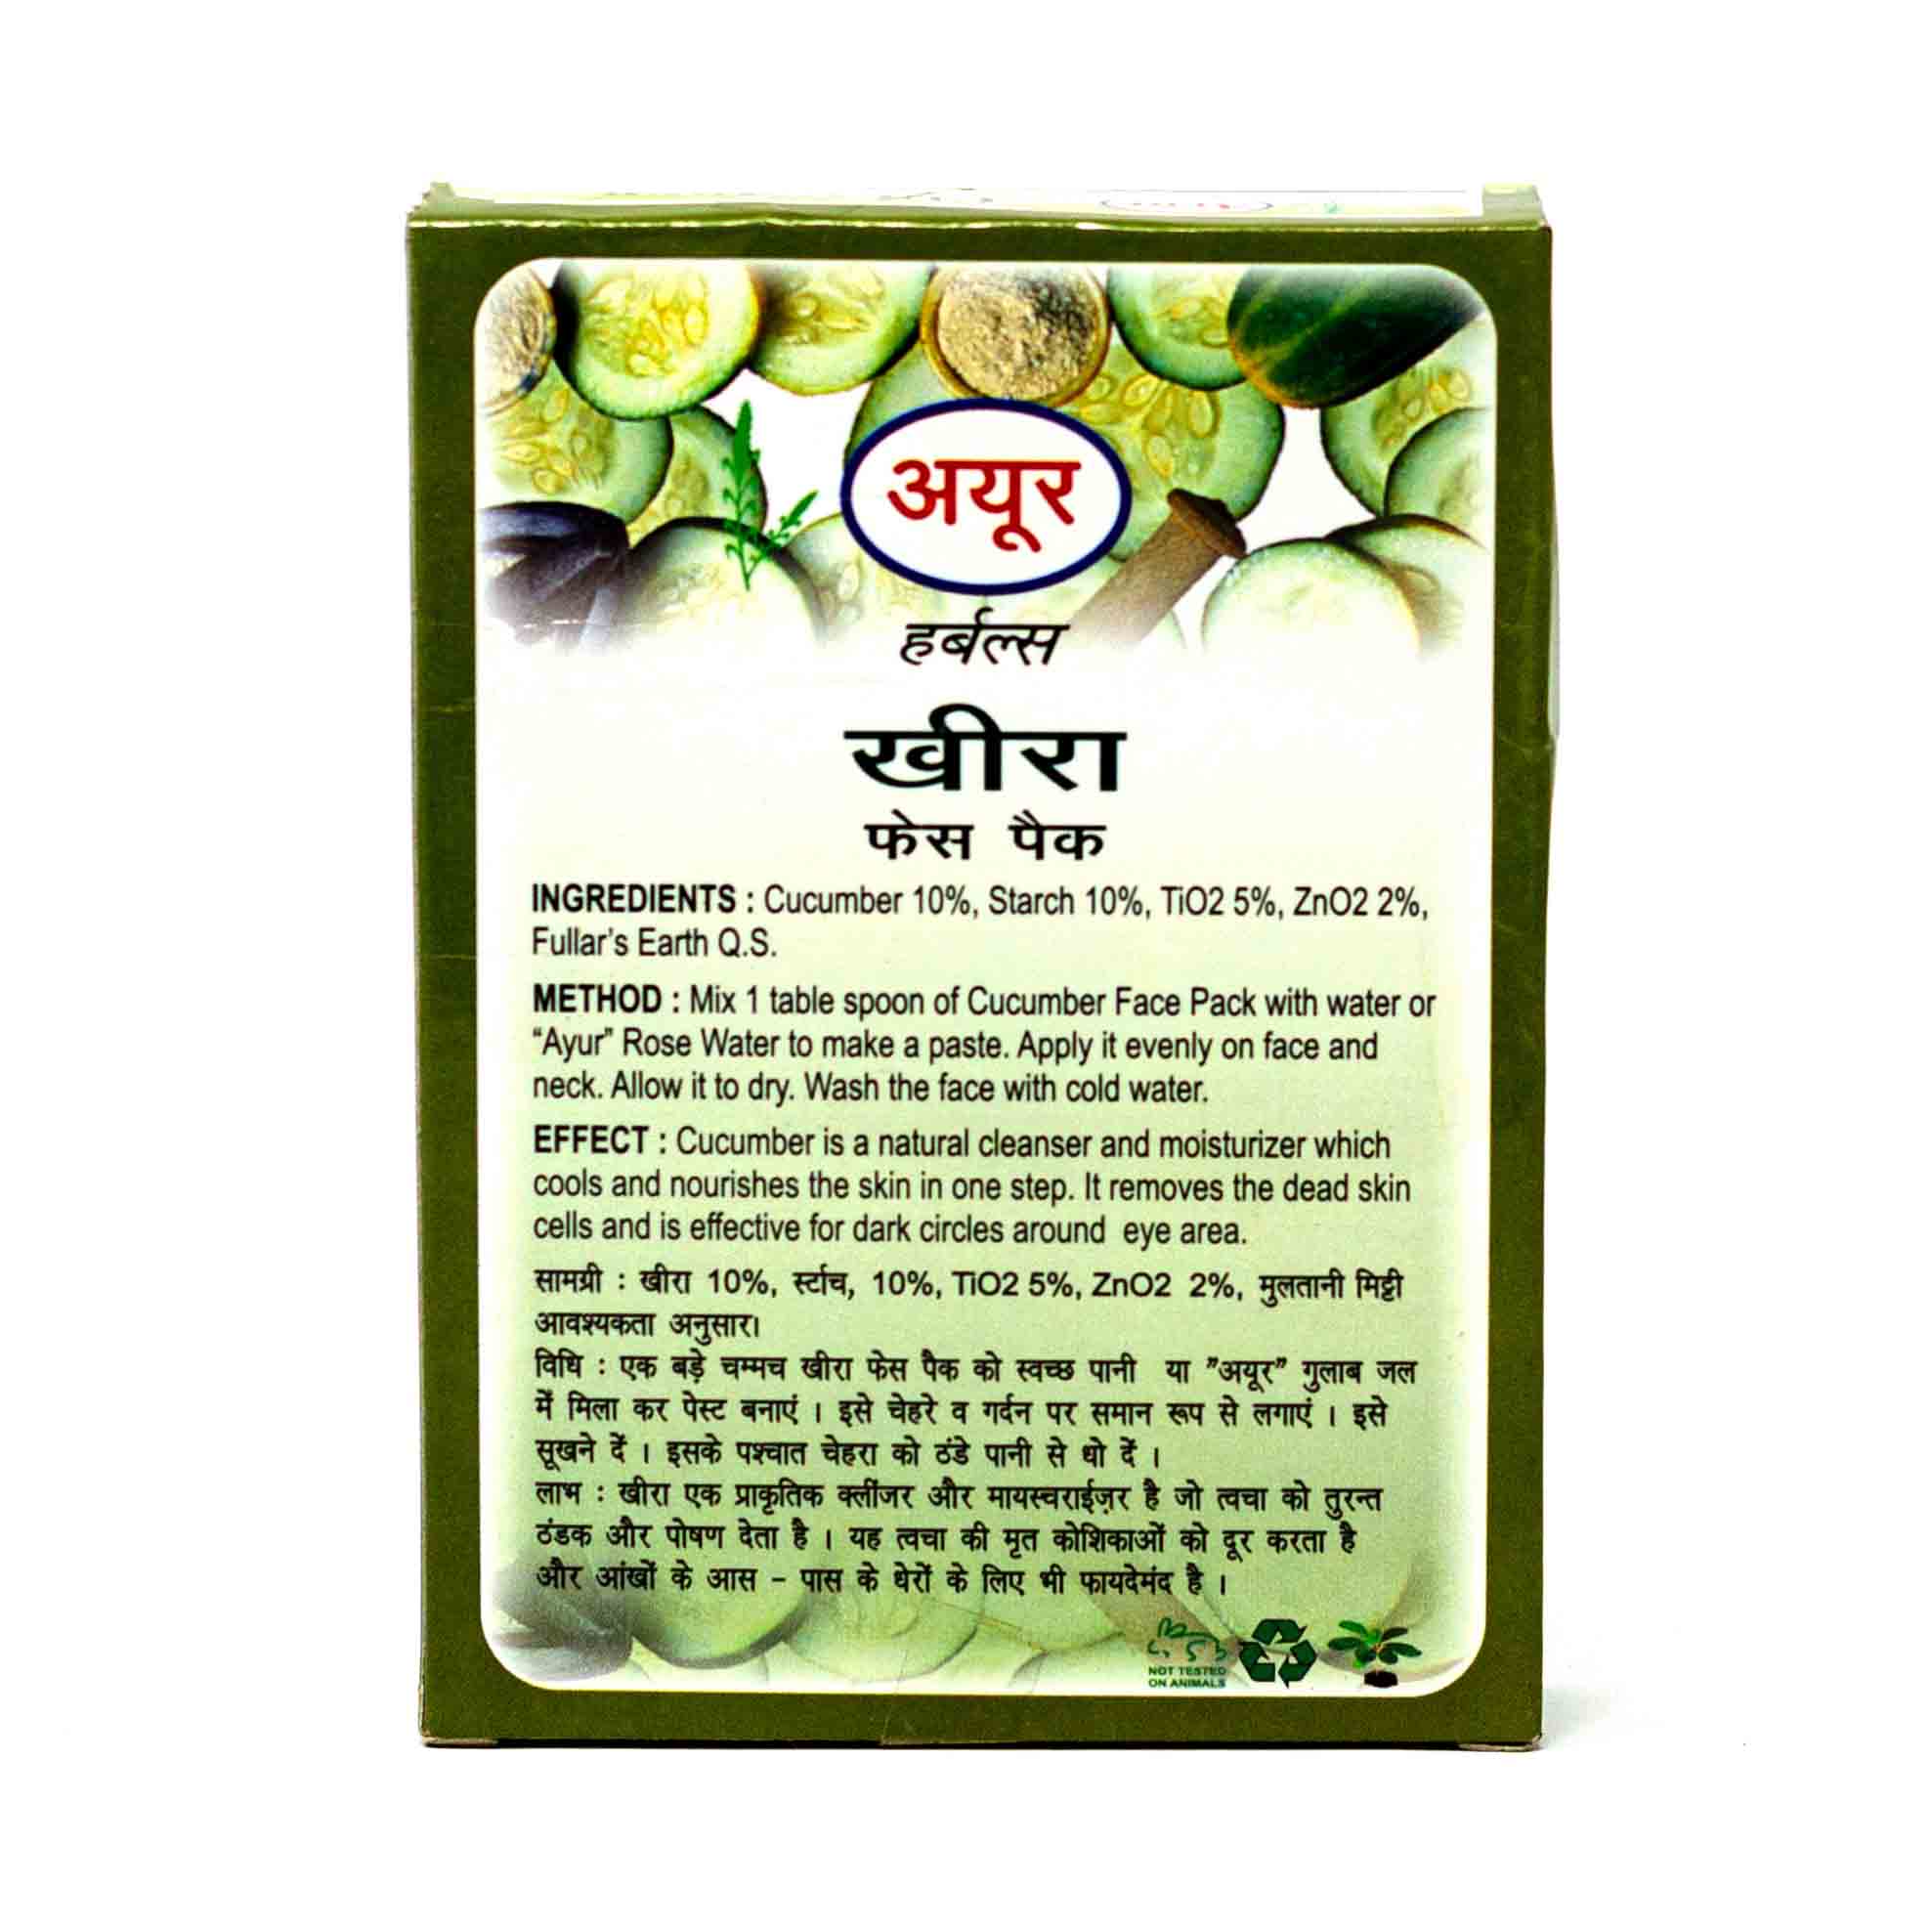 अयूर
हर्बल्स
खीरा
फेस पैक
INGREDIENTS : Cucumber 10%, Starch 10%, TiO2 5%, ZnO2 2%,
Fullar's Earth Q.S.
METHOD : Mix 1 table spoon of Cucumber Face Pack with water or
“Ayur” Rose Water to make a paste. Apply it evenly on face and
neck. Allow it to dry. Wash the face with cold water.
EFFECT : Cucumber is a natural cleanser and moisturizer which
cools and nourishes the skin in one step. It removes the dead skin
cells and is effective for dark circles around eye area.
सामग्री : खीरा 10%, र्स्टाच, 10%, TiO2 5%, ZnO2 2%, मुलतानी मिट्टी
आवश्यकता अनुसार।
विधि : एक बड़े चम्मच खीरा फेस पैक को स्वच्छ पानी या ”अयूर” गुलाब जल
में मिला कर पेस्ट बनाएं । इसे चेहरे व गर्दन पर समान रूप से लगाएं । इसे
सूखने दें । इसके पश्चात चेहरा को ठंडे पानी से धो दें ।
लाभ : खीरा एक प्राकृतिक क्लींजर और मायस्चराईज़र है जो त्वचा को तुरन्त
ठंडक और पोषण देता है । यह त्वचा की मृत कोशिकाओं को दूर करता है
और आंखों के आस - पास के धेरों के लिए भी फायदेमंद है ।
NOT TESTED
ON ANIMALS